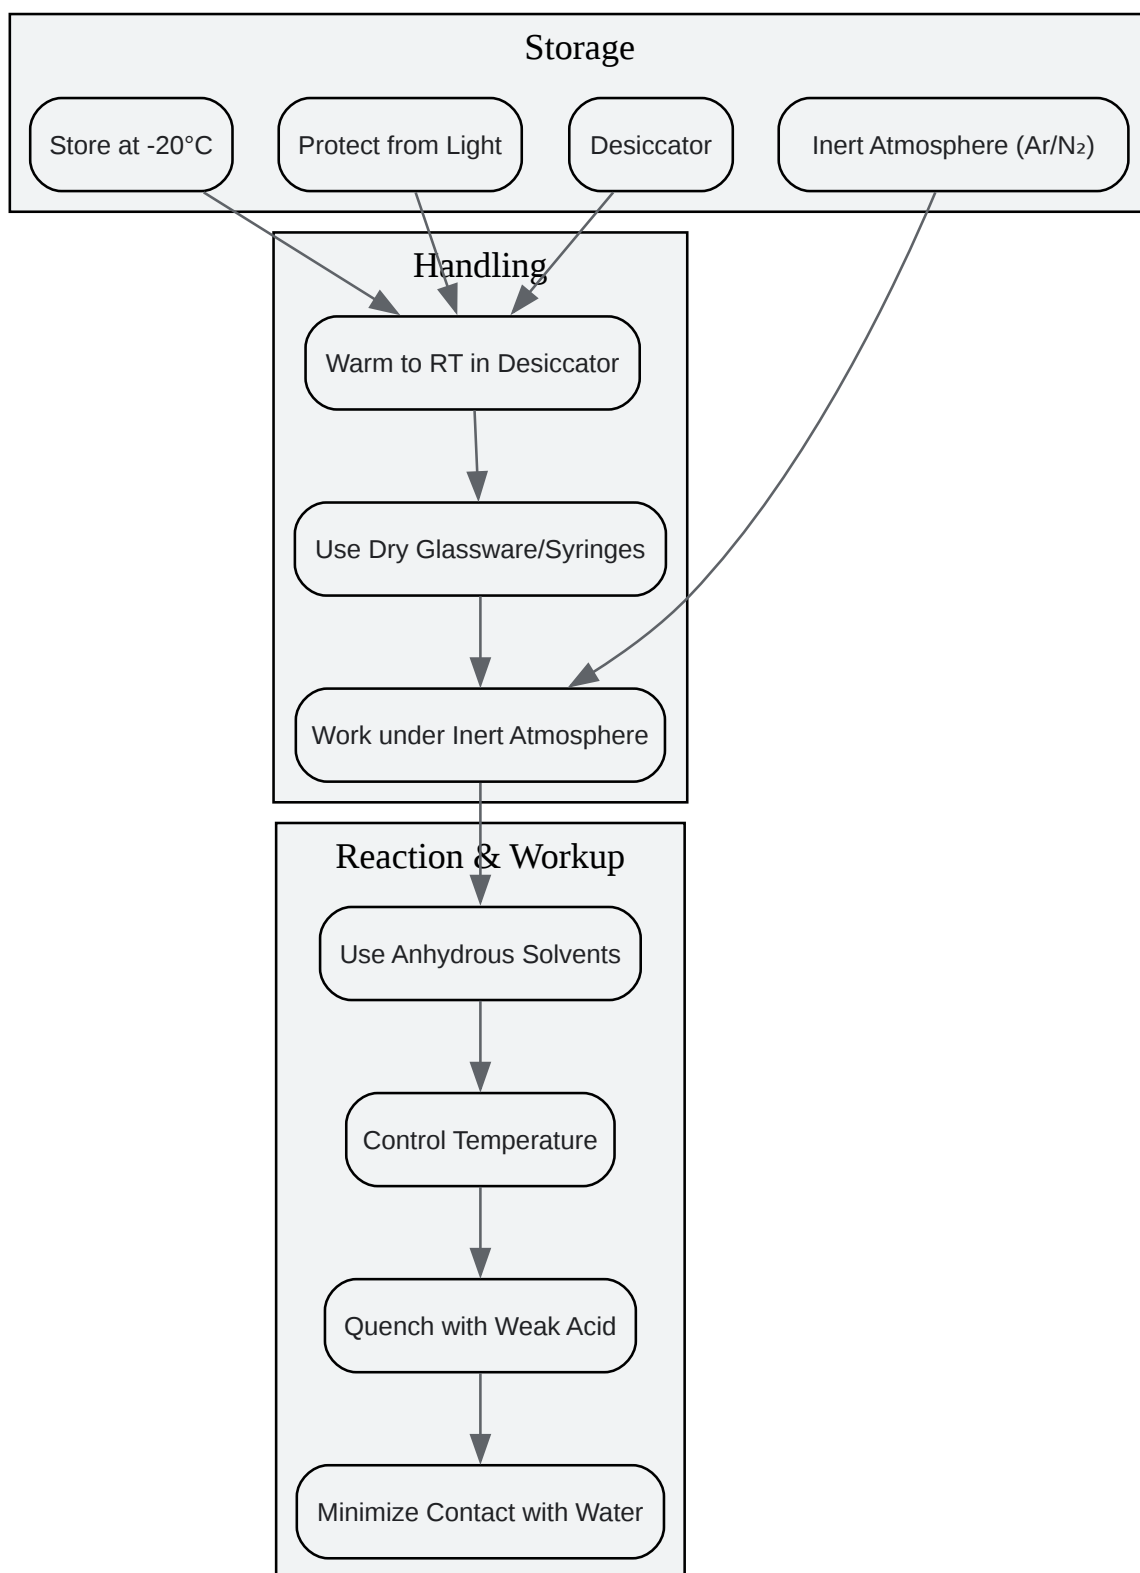 Storage
Store at -20°C
Protect from Light
Desiccator
Inert Atmosphere (Ar/N₂)
Handling
Warm to RT in Desiccator
Use Dry Glassware/Syringes
Work under Inert Atmosphere
Reaction & Workup
Use Anhydrous Solvents
Control Temperature
Quench with Weak Acid
Minimize Contact with Water